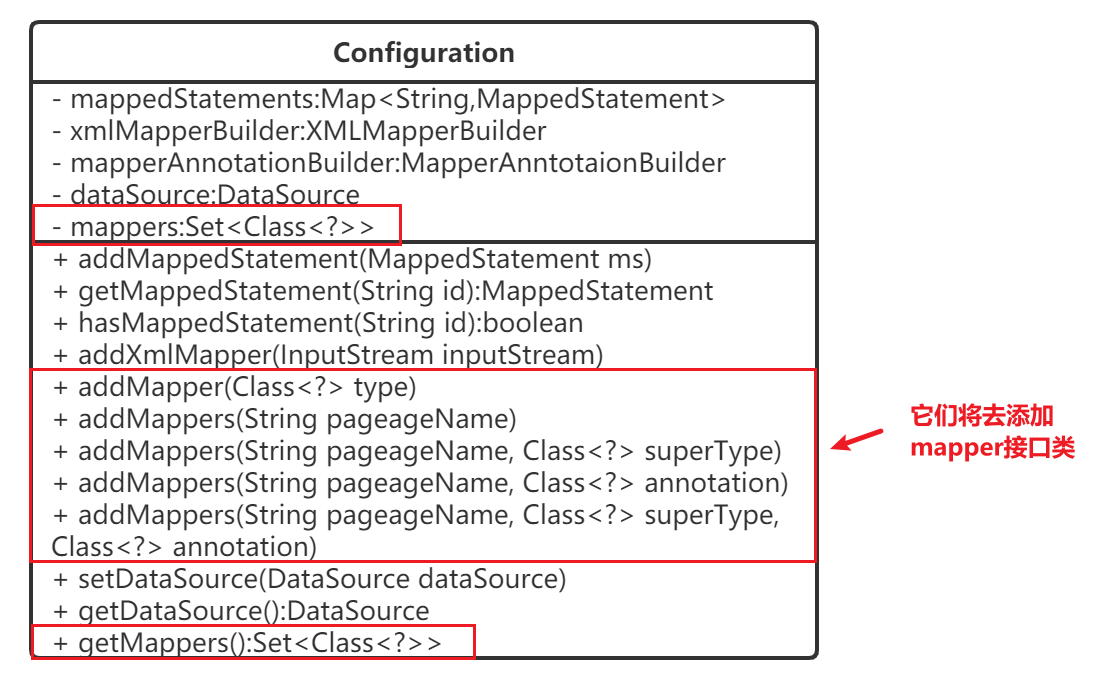 Configuration
- mappedStatements:Map<String,MappedStatement>
- xmlMapperBuilder:XMLMapperBuilder
- mapperAnnotationBuilder:MapperAnntotaionBuilder
- dataSource:DataSource
- mappers:Set<Class<?>>
+ addMappedStatement(MappedStatement ms)
+ getMappedStatement(String id):MappedStatement
+ hasMappedStatement(String id):boolean
+ addXmlMapper(InputStream inputStream)
+ addMapper(Class<?> type)
+ addMappers(String pageageName)
+ addMappers(String pageageName, Class<?> superType)
+ addMappers(String pageageName, Class<?> annotation)
+ addMappers(String pageageName, Class<?> superType,
Class<?> annotation)
+ setDataSource(DataSource dataSource)
+ getDataSource():DataSource
+ getMappers():Set<Class<?>>
它们将去添加
mapper接口类